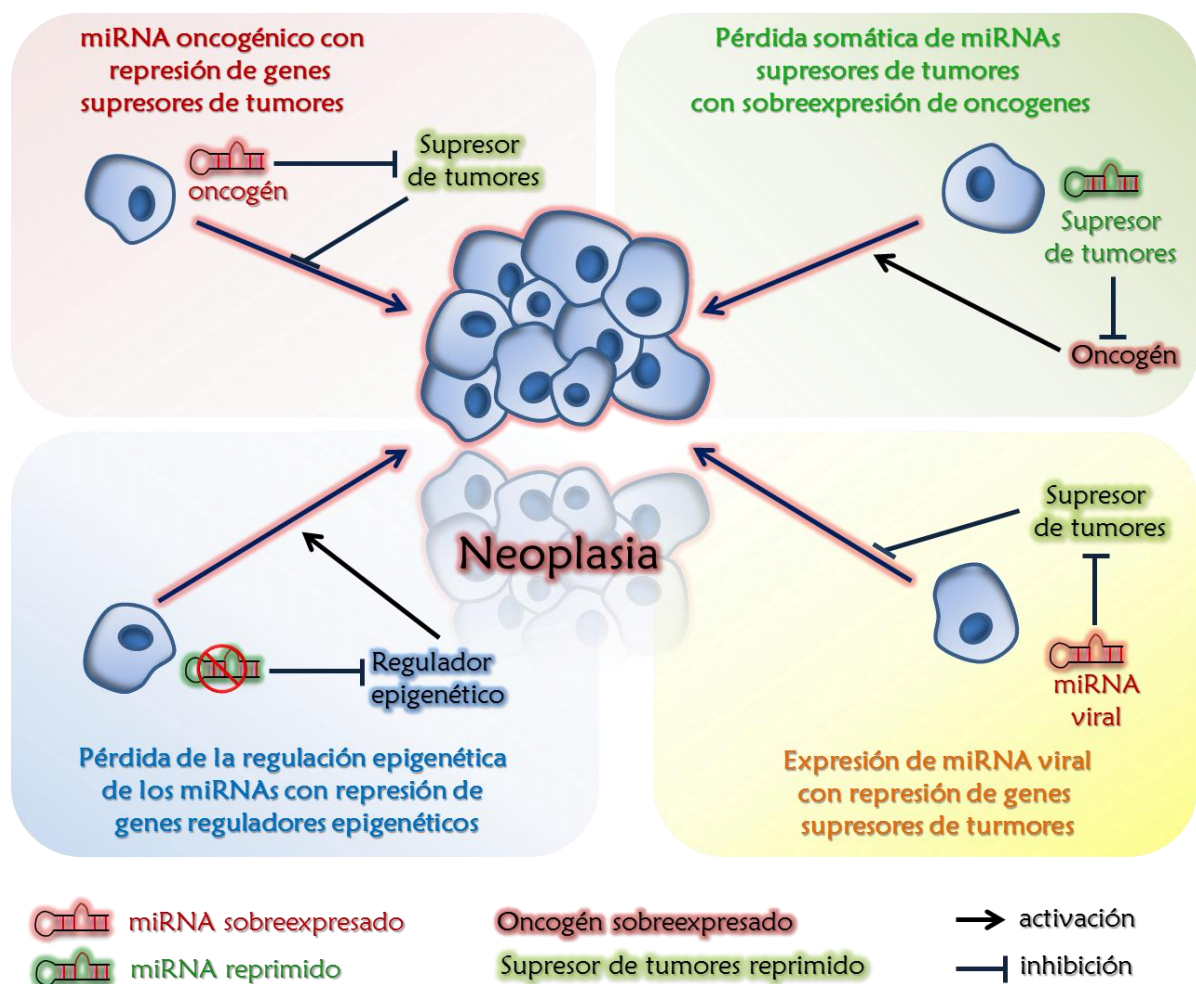 miRNA oncogénico con
represión de genes
supresores de tumores
oncogén
Supresor
de tumores
Pérdida somática de miRNAs
supresores de tumores
con sobreexpresión de oncogenes
Supresor
de tumores
Oncogén
Neoplasia
Regulador
epigenético
Pérdida de la regulación epigenética
de los miRNAs con represión de
genes reguladores epigenéticos
Supresor
de tumores
miRNA
viral
Expresión de miRNA viral
con represión de genes
supresores de turmores
miRNA sobreexpresado
miRNA reprimido
Oncogén sobreexpresado
Supresor de tumores reprimido
activación
inhibición